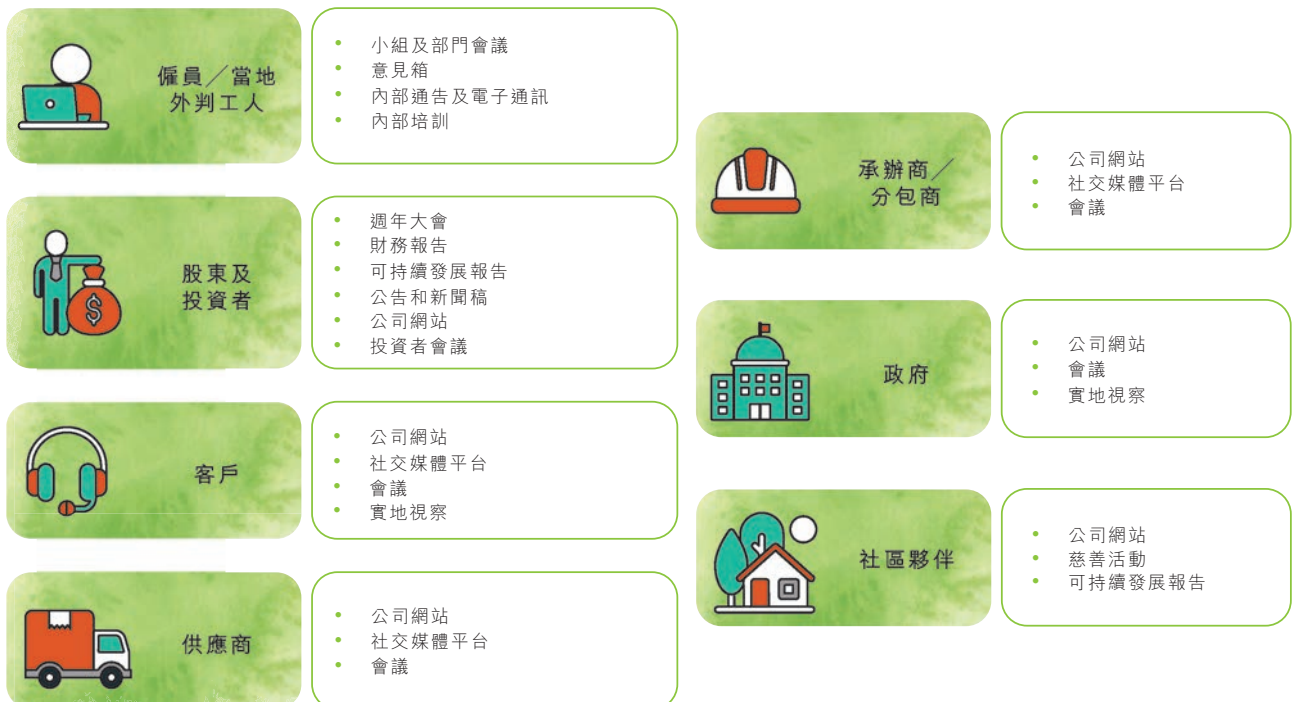 僱員／當地
外判工人
• 小組及部門會議
• 意見箱
• 內部通告及電子通訊
• 內部培訓
股東及
投資者
• 週年大會
• 財務報告
• 可持續發展報告
• 公告和新聞稿
• 公司網站
• 投資者會議
客戶
• 公司網站
• 社交媒體平台
• 會議
• 實地視察
供應商
• 公司網站
• 社交媒體平台
• 會議
承辦商／
分包商
• 公司網站
• 社交媒體平台
• 會議
政府
• 公司網站
• 會議
• 實地視察
社區夥伴
• 公司網站
• 慈善活動
• 可持續發展報告